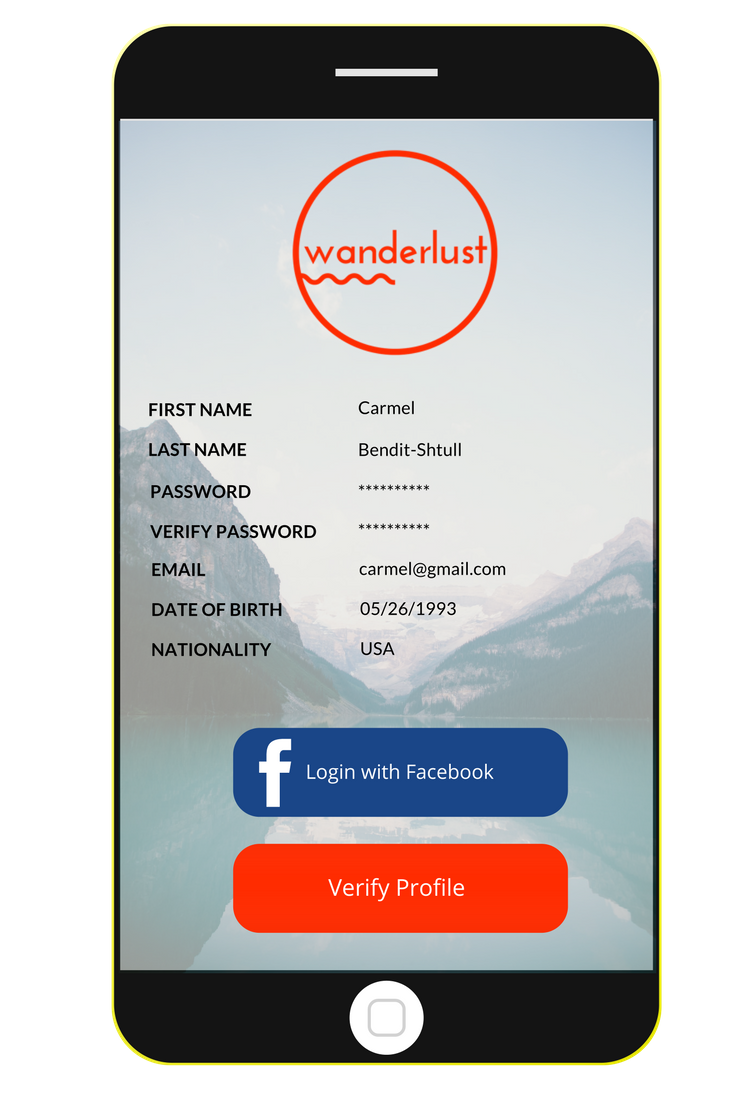 wanderlust
FIRST NAME Carmel
LAST NAME Bendit-Shtull
PASSWORD **********
VERIFY PASSWORD **********
EMAIL carmel@gmail.com
DATE OF BIRTH 05/26/1993
NATIONALITY USA
f Login with Facebook
Verify Profile